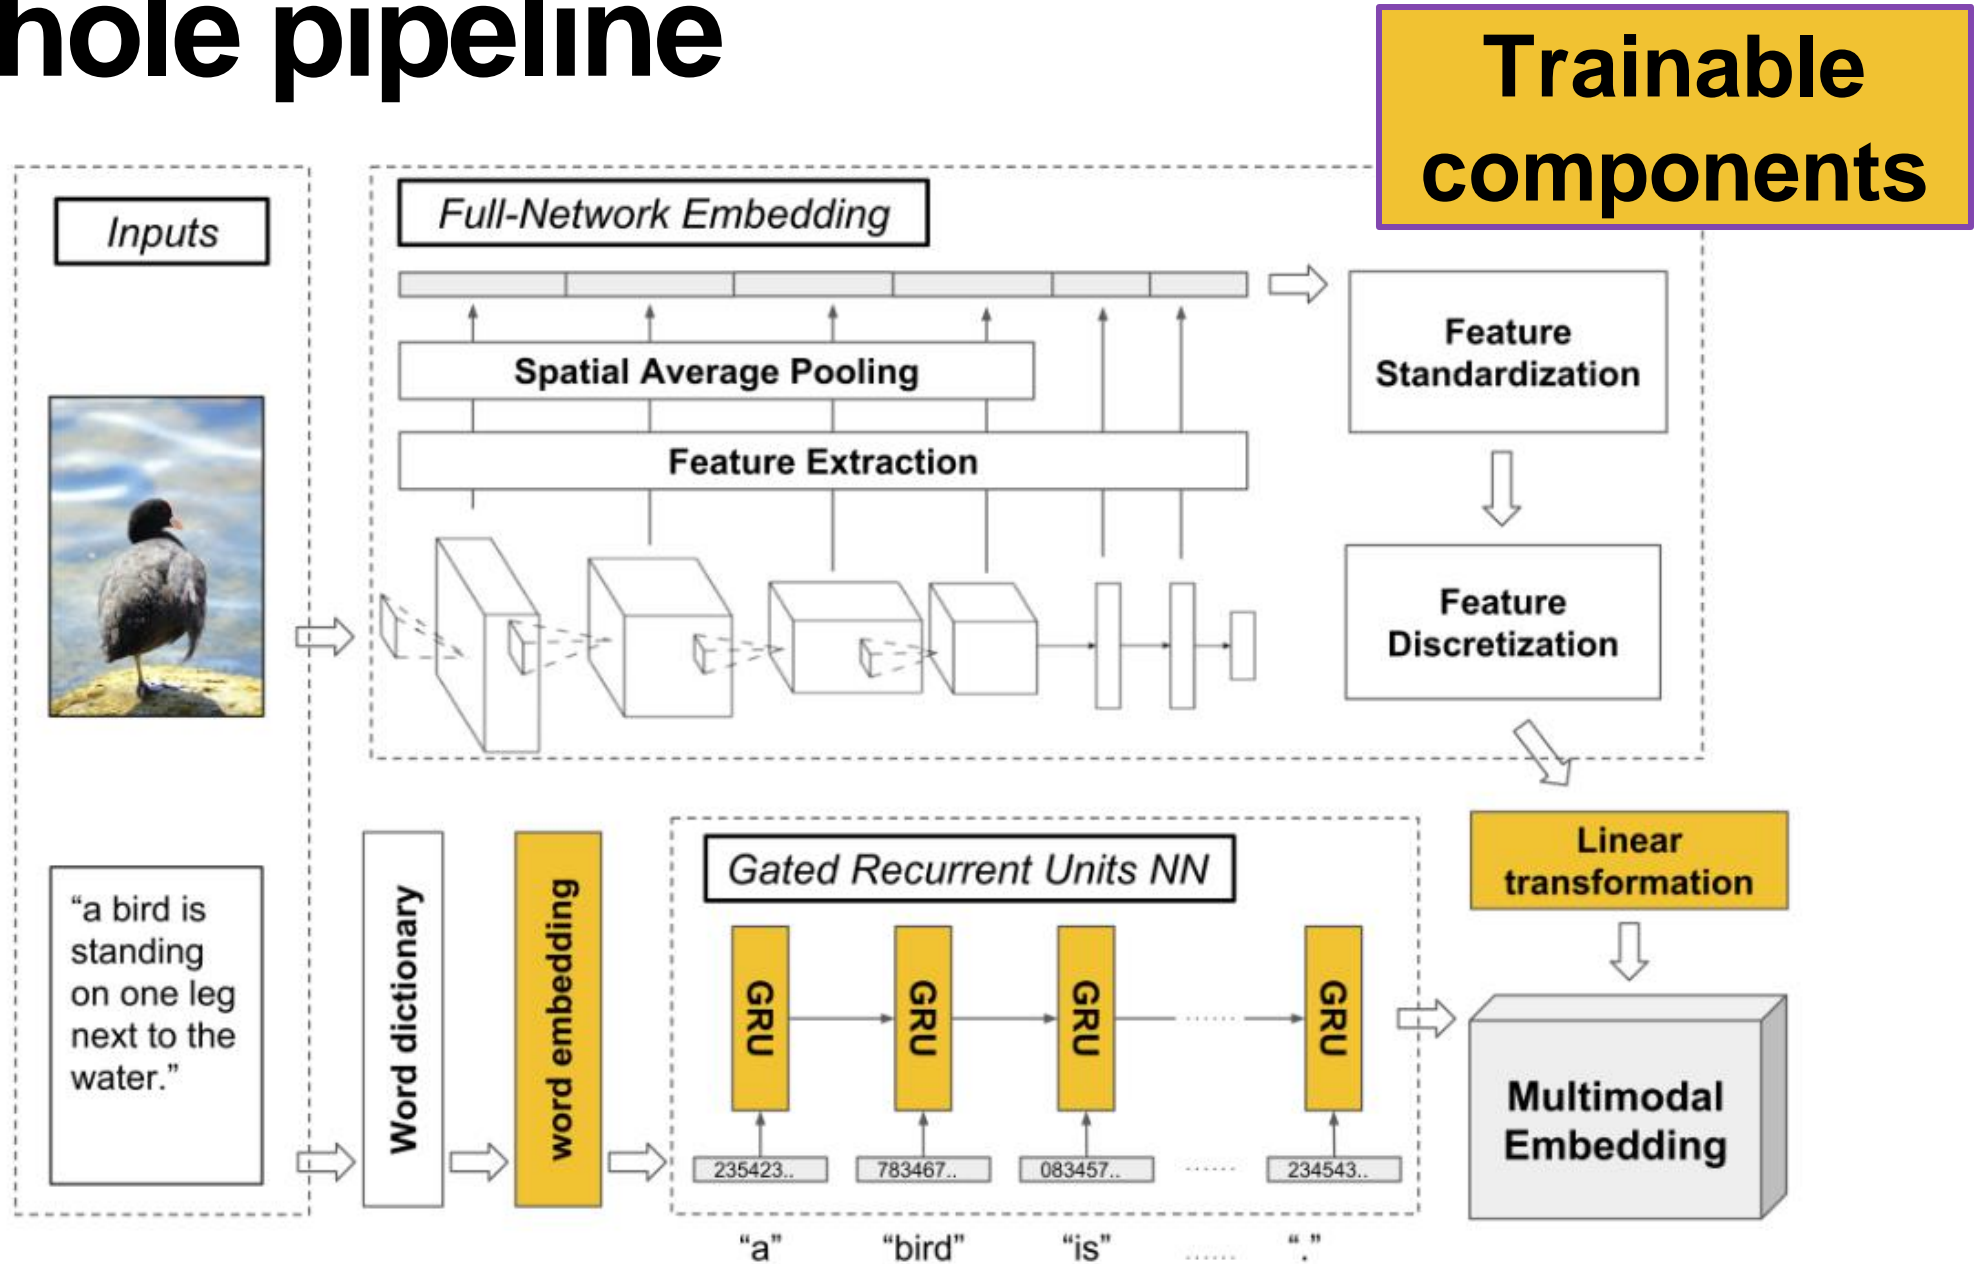 hole pipeline
Trainable
components
Inputs
Full-Network Embedding
Spatial Average Pooling
Feature Extraction
Feature
Standardization
Feature
Discretization
Linear
transformation
“a bird is
standing
on one leg
next to the
water.”
Word dictionary
word embedding
Gated Recurrent Units NN
GRU
GRU
GRU
......
GRU
235423..
783467..
083457..
......
234543..
“a”
“bird”
“is”
......
“.”
Multimodal
Embedding